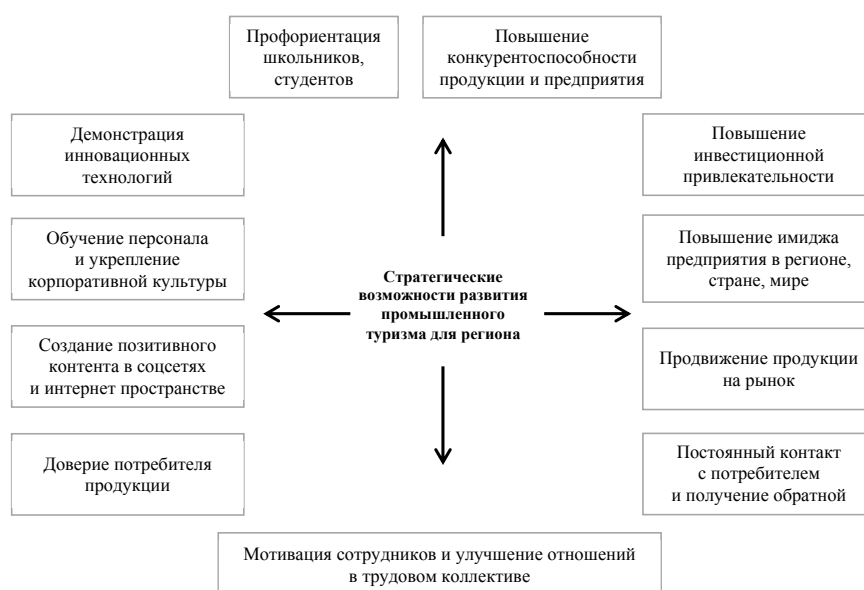 Профориентация
школьников,
студентов
Повышение
конкурентоспособности
продукции и предприятия
Демонстрация
инновационных
технологий
Повышение
инвестиционной
привлекательности
Обучение персонала
и укрепление
корпоративной культуры
Повышение имиджа
предприятия в регионе,
стране, мире
Стратегические
возможности развития
промышленного
туризма для региона
Создание позитивного
контента в соцсетях
и интернет пространстве
Продвижение продукции
на рынок
Доверие потребителя
продукции
Постоянный контакт
с потребителем
и получение обратной
Мотивация сотрудников и улучшение отношений
в трудовом коллективе